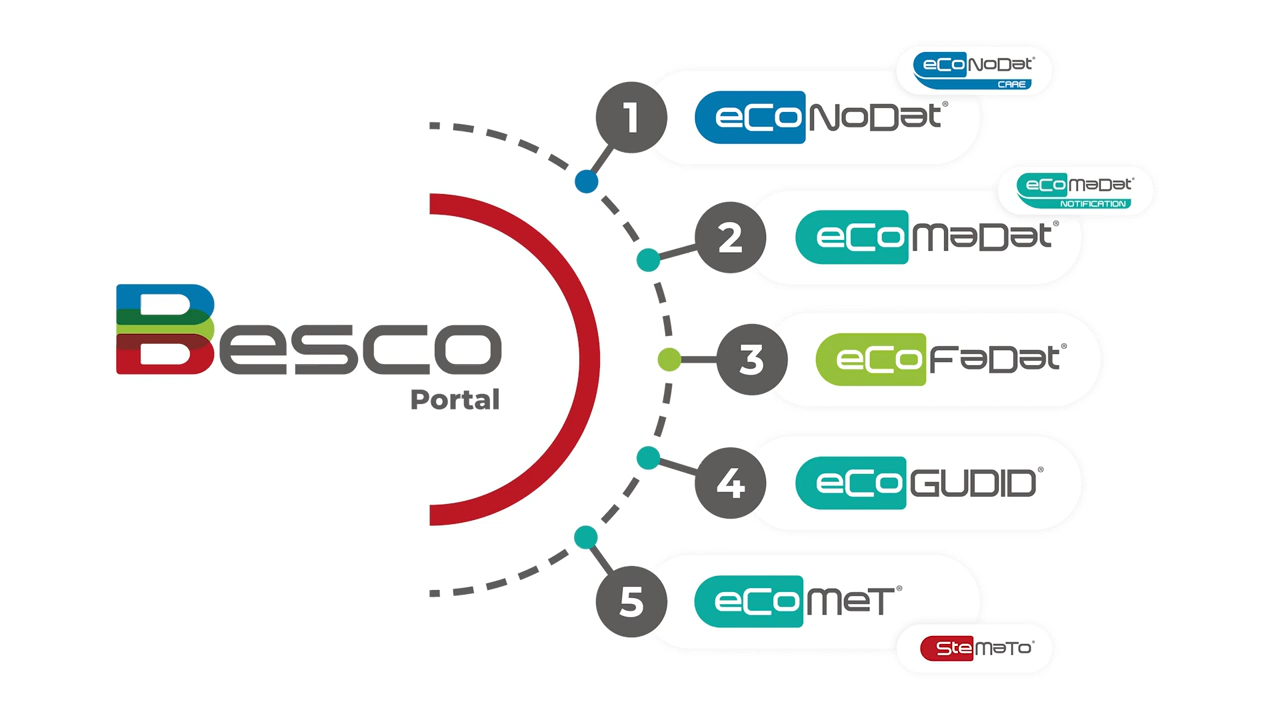 Besco
Portal
1
eCoNoDat®
eCoNoDat®
CARE
2
eComaDat®
eComaDat®
NOTIFICATION
3
eCoFaDat®
4
eCoGUDID®
5
eComeT®
STemaTo®